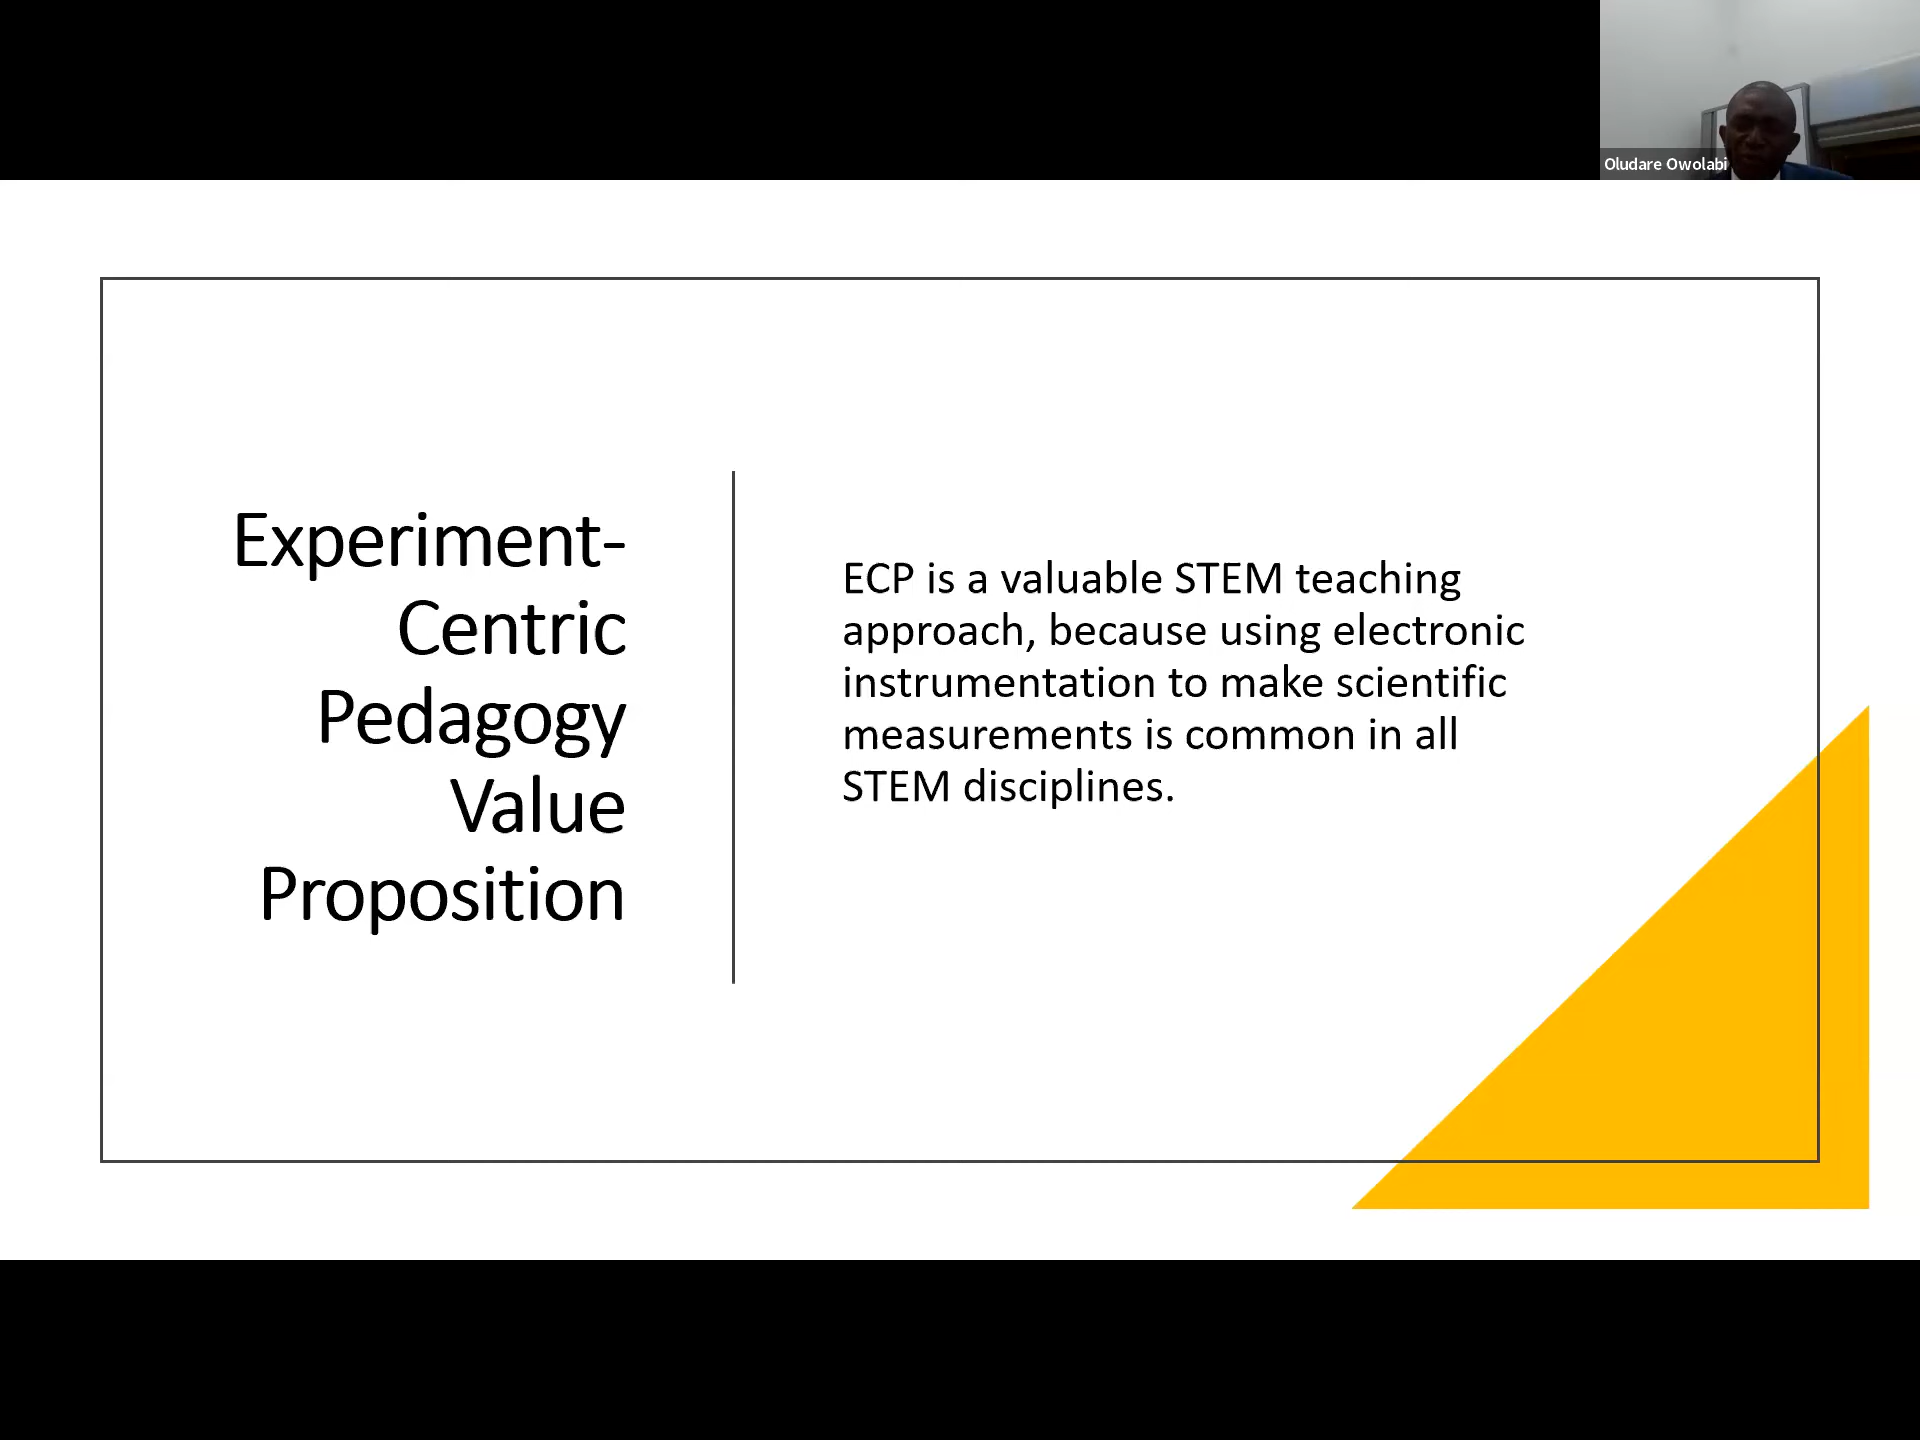 Oludare Owolabi
Experiment-
Centric
Pedagogy
Value
Proposition
ECP is a valuable STEM teaching
approach, because using electronic
instrumentation to make scientific
measurements is common in all
STEM disciplines.